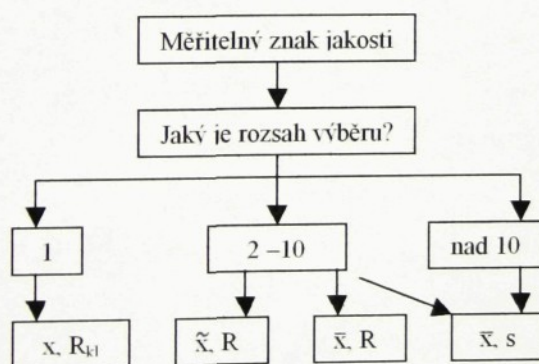 Měřitelný znak jakosti
Jaký je rozsah výběru?
1
2 –10
nad 10
x, Rkl
x̃, R
x̄, R
x̄, s